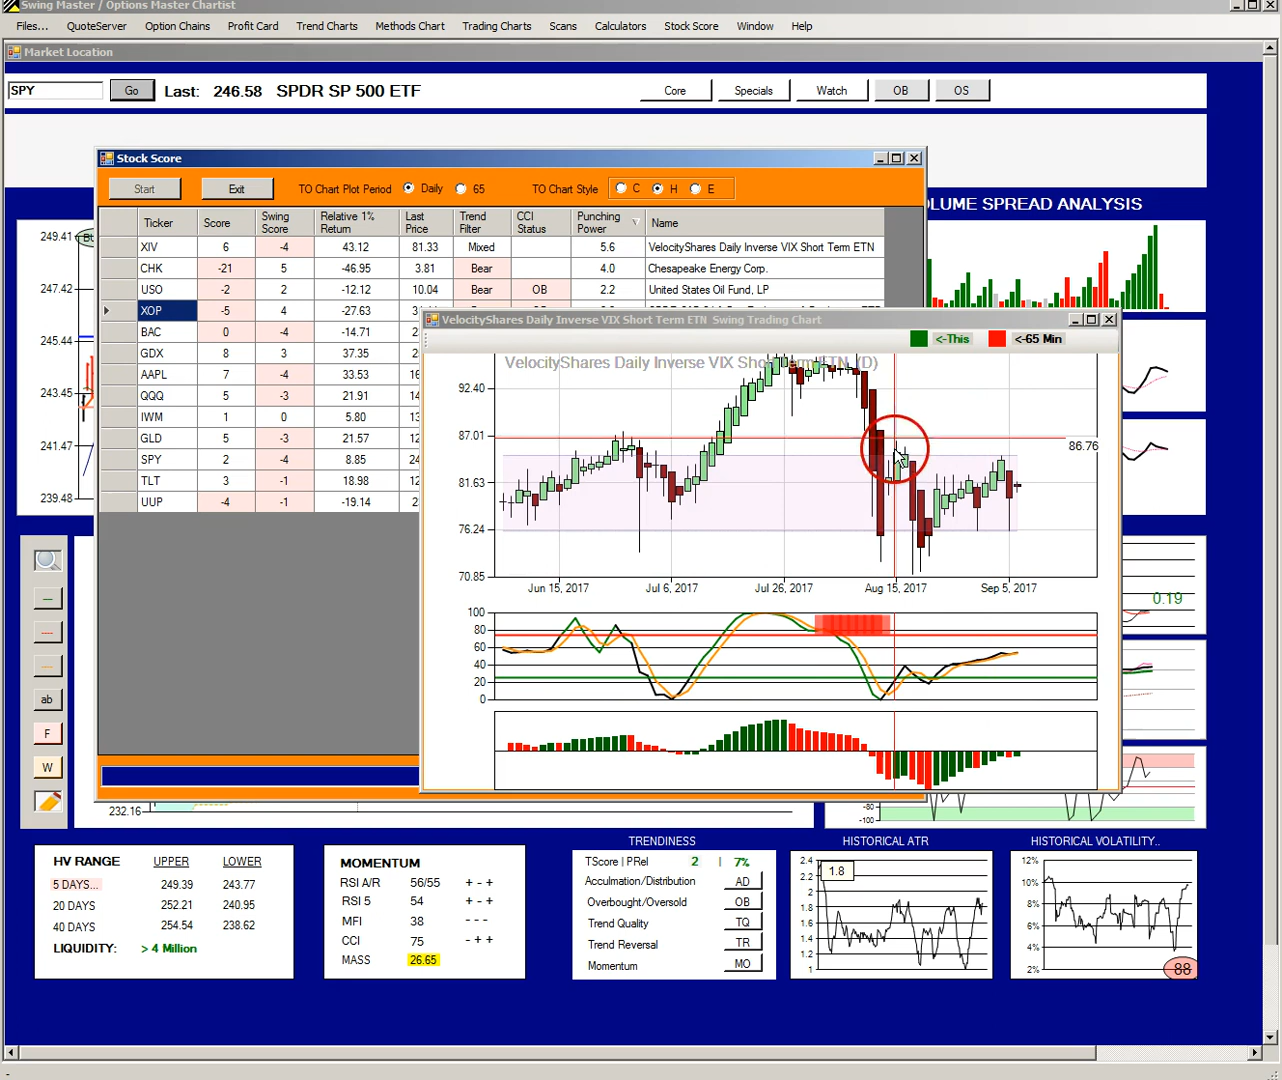 Swing Master / Options Master Chartist
Files... QuoteServer Option Chains Profit Card Trend Charts Methods Chart Trading Charts Scans Calculators Stock Score Window Help
Market Location
SPY Go Last: 246.58 SPDR SP 500 ETF Core Specials Watch OB OS
Stock Score
Start Exit TO Chart Plot Period Daily 65 TO Chart Style C H E
OLUME SPREAD ANALYSIS
Ticker Score Swing Score Relative 1% Return Last Price Trend Filter CCI Status Punching Power Name
XIV 6 -4 43.12 81.33 Mixed 5.6 VelocityShares Daily Inverse VIX Short Term ETN
CHK -21 5 -46.95 3.81 Bear 4.0 Chesapeake Energy Corp.
USO -2 2 -12.12 10.04 Bear OB 2.2 United States Oil Fund, LP
XOP -5 4 -27.63 3
BAC 0 -4 -14.71
GDX 8 3 37.35
AAPL 7 -4 33.53
QQQ 5 -3 21.91
IWM 1 0 5.80
GLD 5 -3 21.57
SPY 2 -4 8.85
TLT 3 -1 18.98
UUP -4 -1 -19.14
249.41
247.42
245.44
243.45
241.47
239.48
VelocityShares Daily Inverse VIX Short Term ETN Swing Trading Chart
<-This <-65 Min
VelocityShares Daily Inverse VIX Short Term ETN (D)
92.40
87.01
86.76
81.63
76.24
70.85
Jun 15, 2017 Jul 6, 2017 Jul 26, 2017 Aug 15, 2017 Sep 5, 2017
100
80
60
40
20
0
0.19
ab
F
W
232.16
-80
-100
HV RANGE UPPER LOWER
5 DAYS... 249.39 243.77
20 DAYS 252.21 240.95
40 DAYS 254.54 238.62
LIQUIDITY: > 4 Million
MOMENTUM
RSI A/R 56/55 + - +
RSI 5 54 + - +
MFI 38 - - -
CCI 75 - + +
MASS 26.65
TRENDINESS
TScore | PRel 2 | 7%
Acculmation/Distribution AD
Overbought/Oversold OB
Trend Quality TQ
Trend Reversal TR
Momentum MO
HISTORICAL ATR
2.4
1.8
2
1.8
1.6
1.4
1.2
1
HISTORICAL VOLATILITY..
12%
10%
8%
6%
4%
2%
88